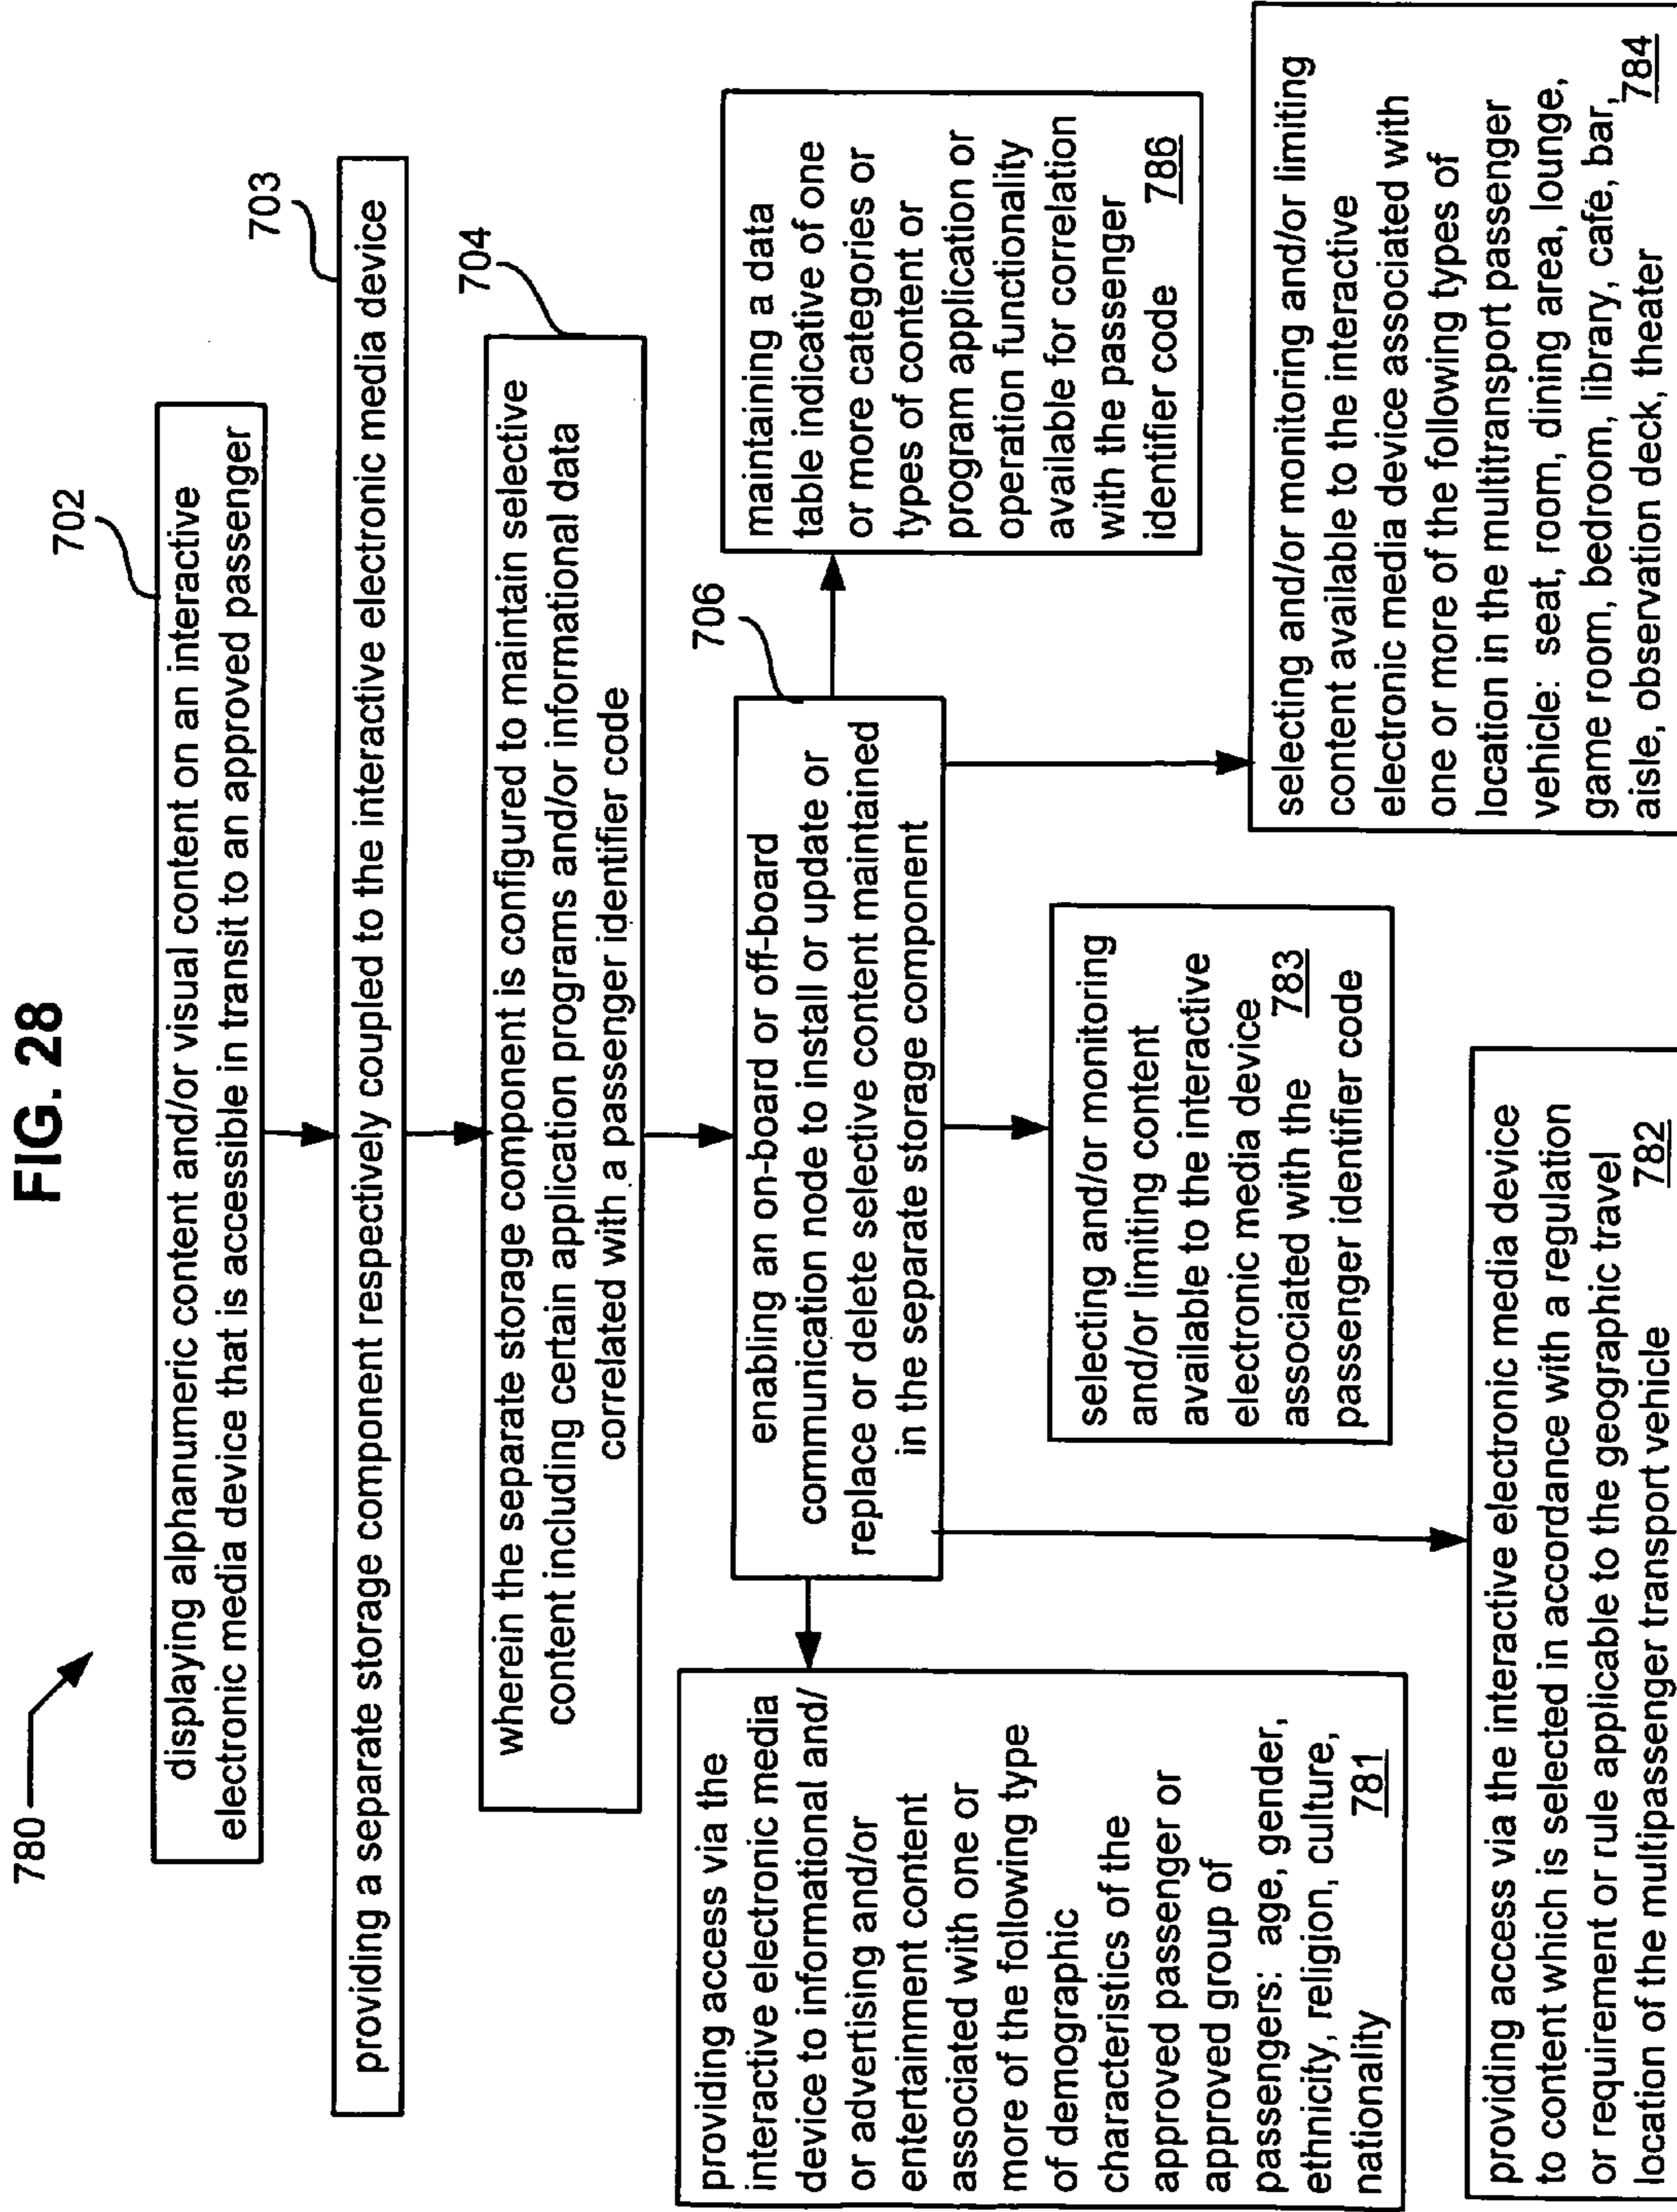 FIG. 28
780
702
displaying alphanumeric content and/or visual content on an interactive
electronic media device that is accessible in transit to an approved passenger
703
providing a separate storage component respectively coupled to the interactive electronic media device
704
wherein the separate storage component is configured to maintain selective
content including certain application programs and/or informational data
correlated with a passenger identifier code
706
enabling an on-board or off-board
communication node to install or update or
replace or delete selective content maintained
in the separate storage component
providing access via the
interactive electronic media
device to informational and/
or advertising and/or
entertainment content
associated with one or
more of the following type
of demographic
characteristics of the
approved passenger or
approved group of
passengers: age, gender,
ethnicity, religion, culture,
nationality 781
maintaining a data
table indicative of one
or more categories or
types of content or
program application or
operation functionality
available for correlation
with the passenger
identifier code 786
selecting and/or monitoring
and/or limiting content
available to the interactive
electronic media device
associated with the 783
passenger identifier code
selecting and/or monitoring and/or limiting
content available to the interactive
electronic media device associated with
one or more of the following types of
location in the multitransport passenger
vehicle: seat, room, dining area, lounge,
game room, bedroom, library, cafe, bar,
aisle, observation deck, theater 784
providing access via the interactive electronic media device
to content which is selected in accordance with a regulation
or requirement or rule applicable to the geographic travel
location of the multipassenger transport vehicle 782